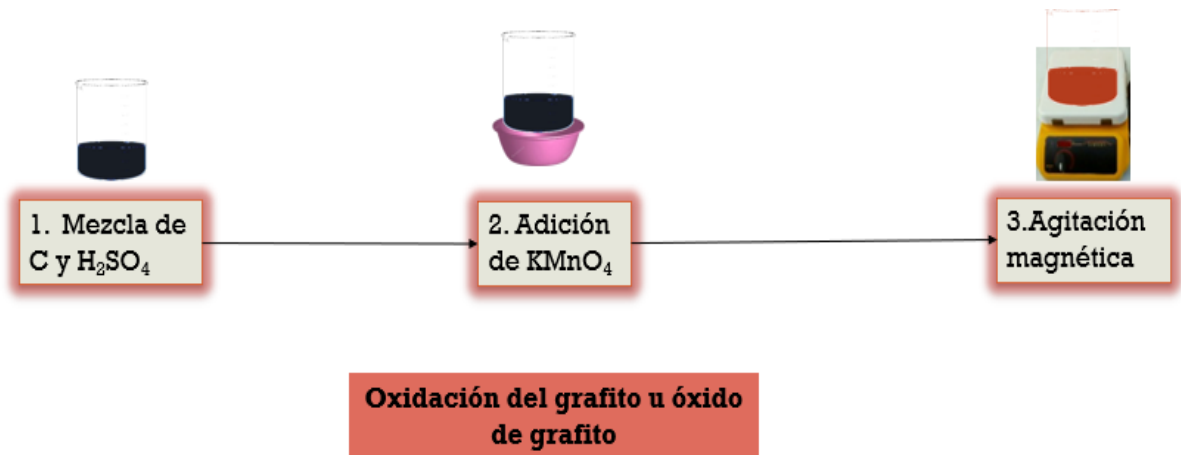 1. Mezcla de
C y H₂SO₄
2. Adición
de KMnO₄
3.Agitación
magnética
Oxidación del grafito u óxido
de grafito